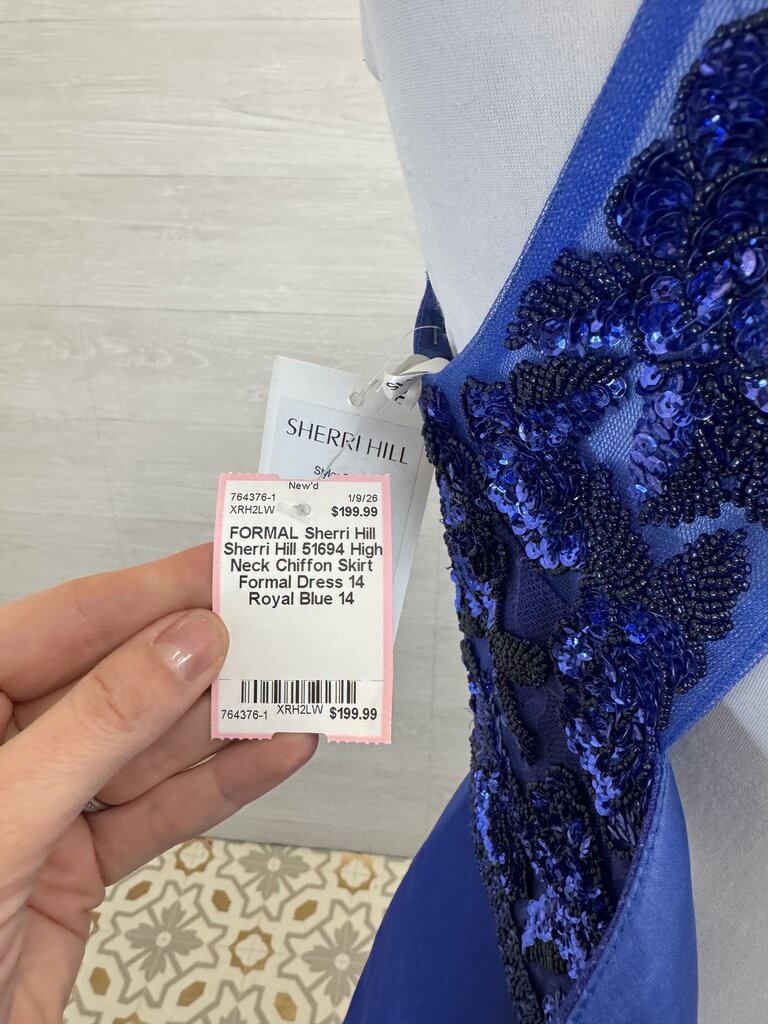 SHERRI HILL
New'd
764376-1 1/9/26
XRH2LW $199.99
FORMAL Sherri Hill
Sherri Hill 51694 High
Neck Chiffon Skirt
Formal Dress 14
Royal Blue 14
764376-1 XRH2LW $199.99